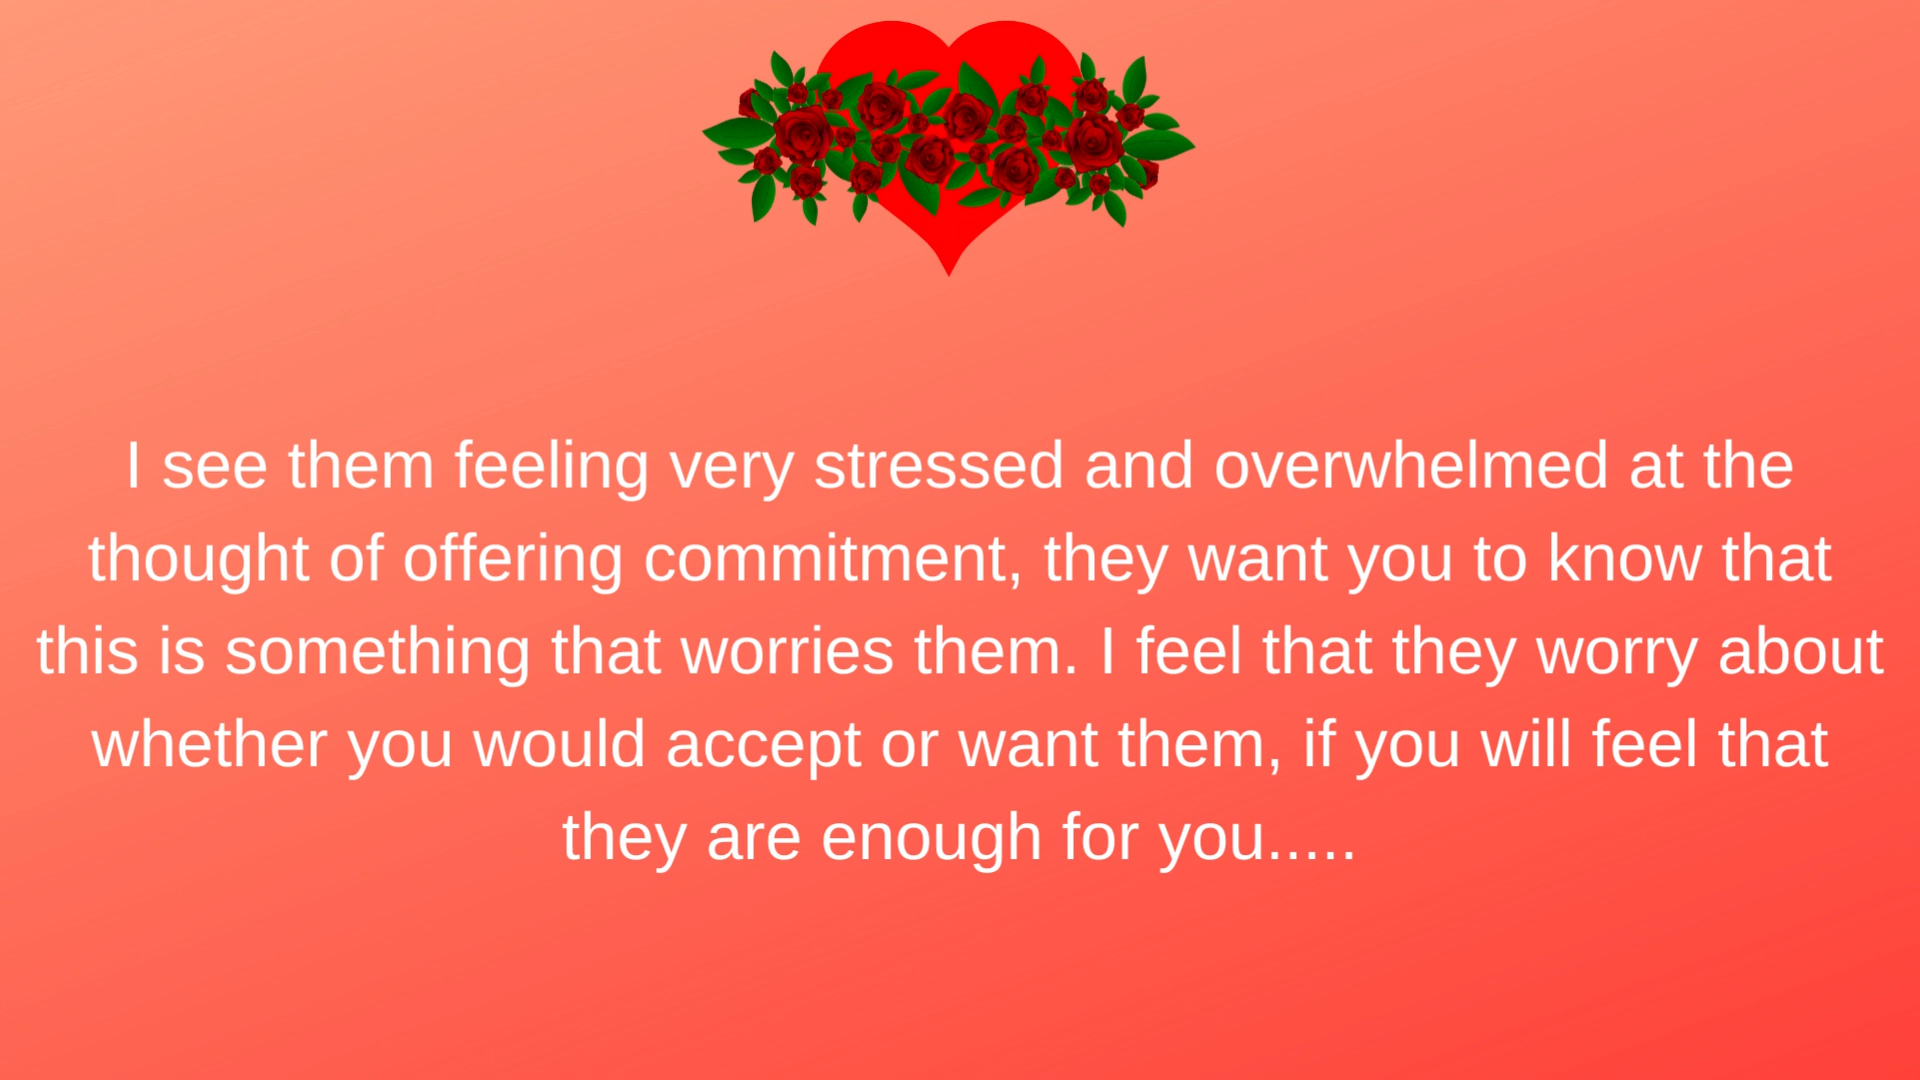 I see them feeling very stressed and overwhelmed at the
thought of offering commitment, they want you to know that
this is something that worries them. I feel that they worry about
whether you would accept or want them, if you will feel that
they are enough for you.....